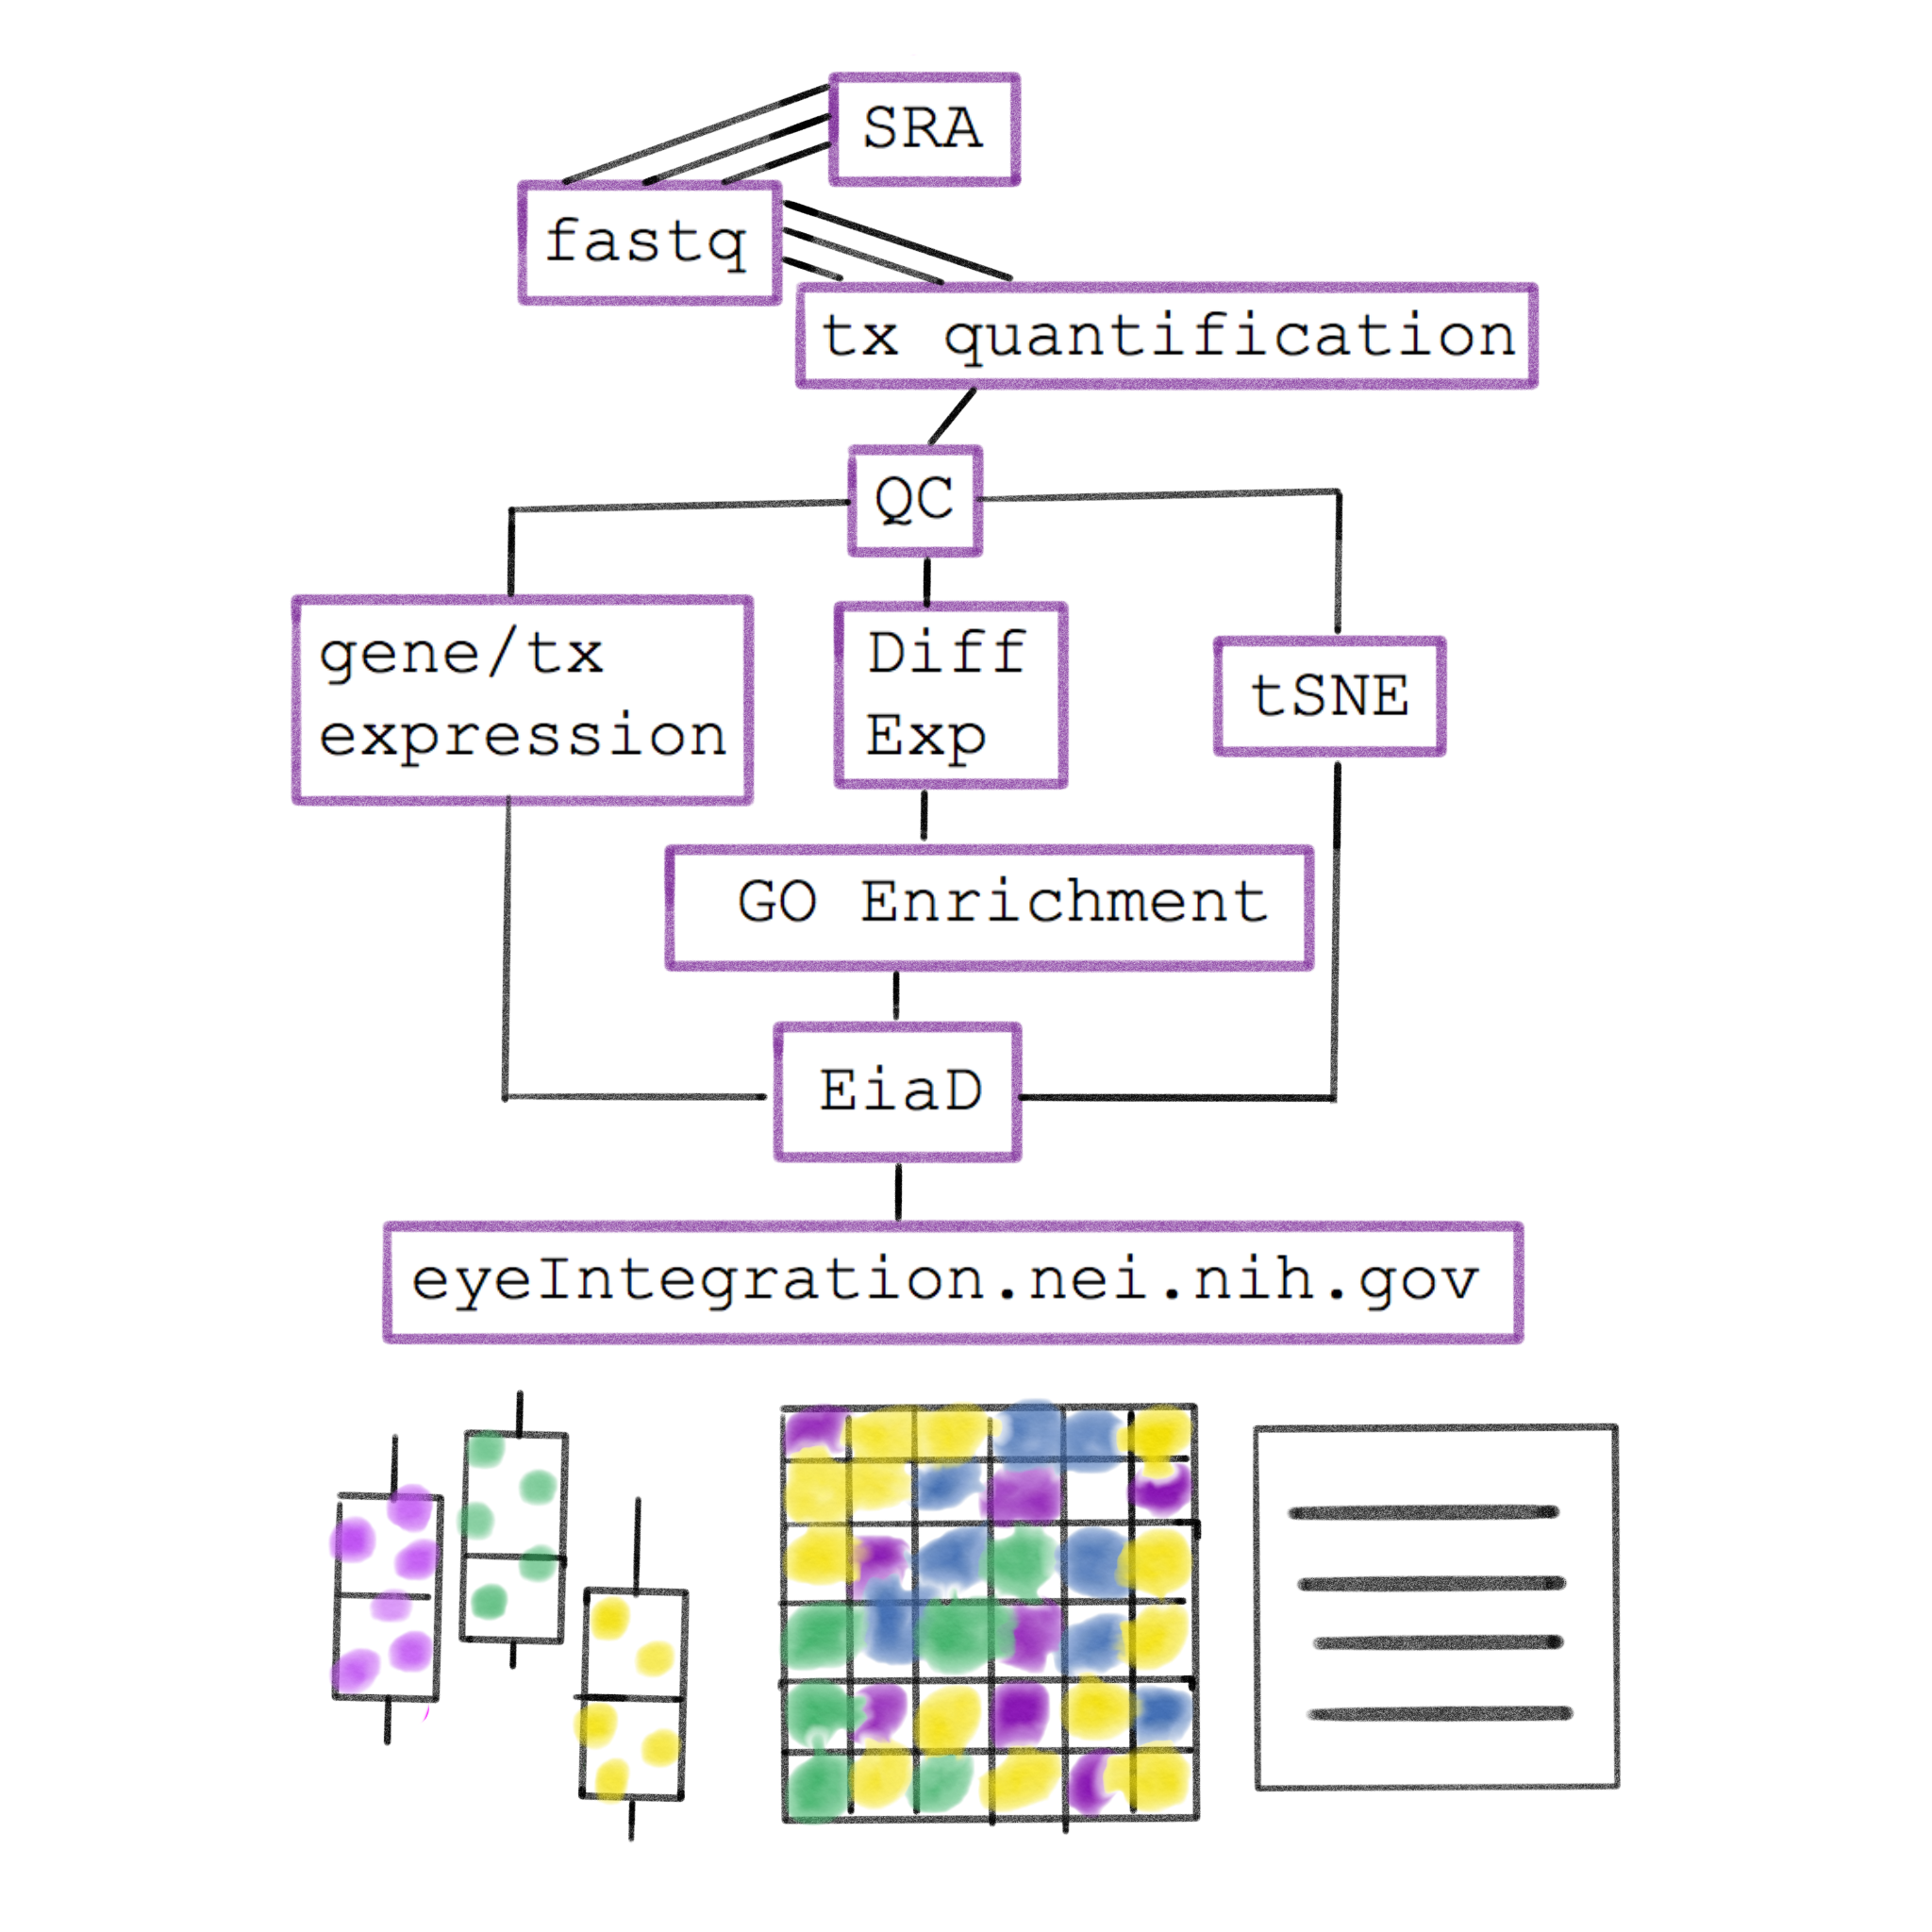 SRA
fastq
tx quantification
QC
gene/tx
expression
Diff
Exp
tSNE
GO Enrichment
EiaD
eyeIntegration.nei.nih.gov